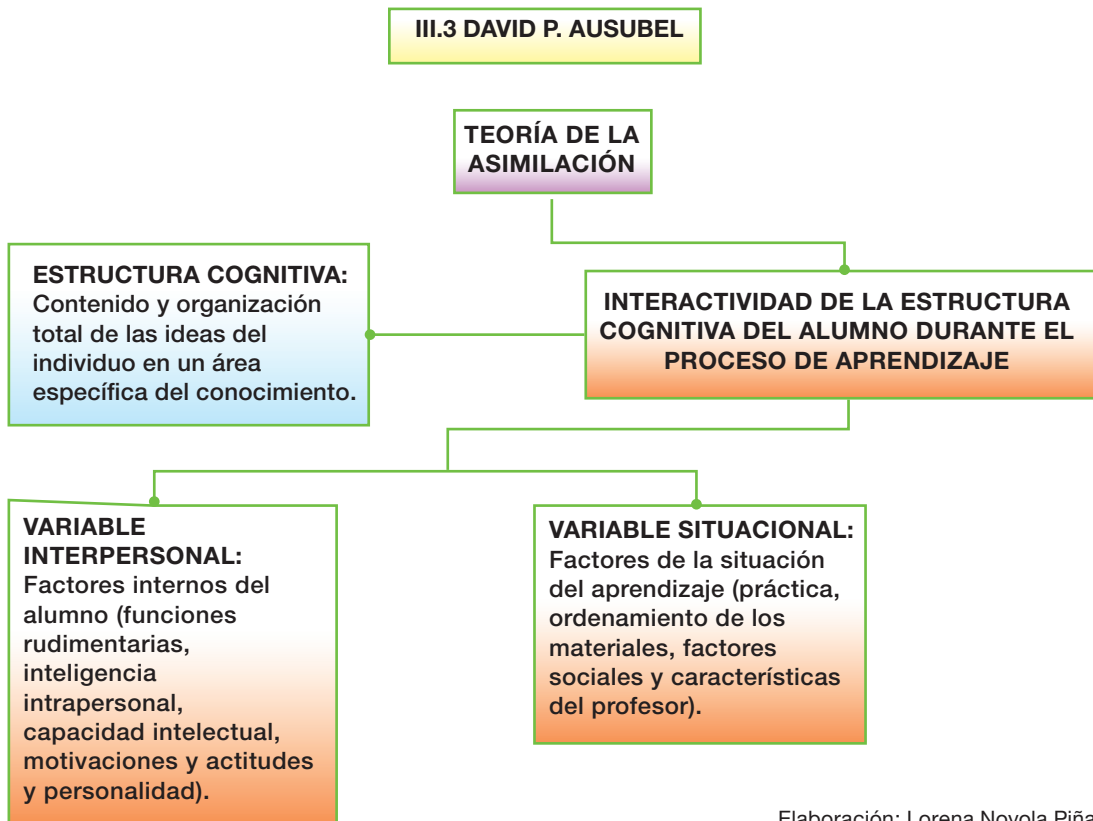 III.3 DAVID P. AUSUBEL
TEORÍA DE LA
ASIMILACIÓN
ESTRUCTURA COGNITIVA:
Contenido y organización
total de las ideas del
individuo en un área
específica del conocimiento.
INTERACTIVIDAD DE LA ESTRUCTURA
COGNITIVA DEL ALUMNO DURANTE EL
PROCESO DE APRENDIZAJE
VARIABLE
INTERPERSONAL:
Factores internos del
alumno (funciones
rudimentarias,
inteligencia
intrapersonal,
capacidad intelectual,
motivaciones y actitudes
y personalidad).
VARIABLE SITUACIONAL:
Factores de la situación
del aprendizaje (práctica,
ordenamiento de los
materiales, factores
sociales y características
del profesor).
Elaboración: Lorena Noyola Piña